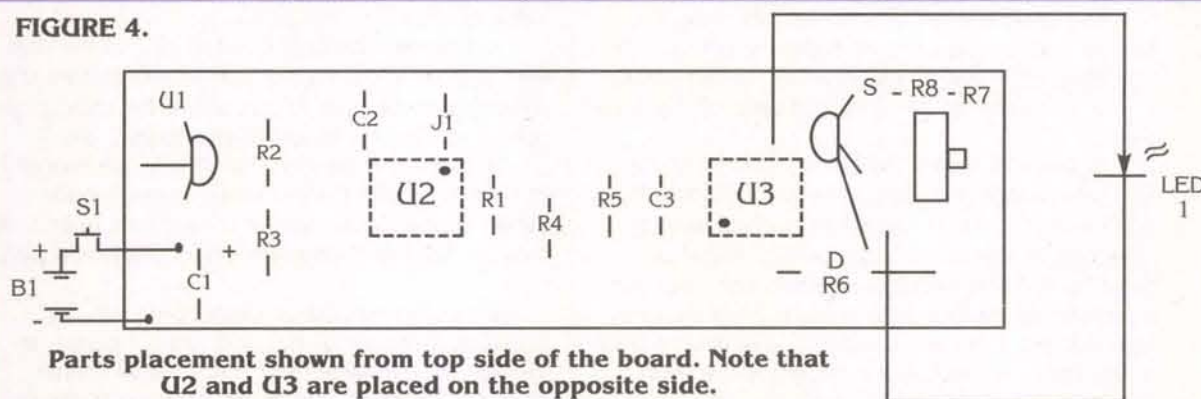 FIGURE 4.
U1
C2
J1
S
- R8 - R7
R2
U2
U3
R1
R5
C3
LED
1
S1
R4
+
+
R3
D
R6
B1
C1
-
Parts placement shown from top side of the board. Note that
U2 and U3 are placed on the opposite side.